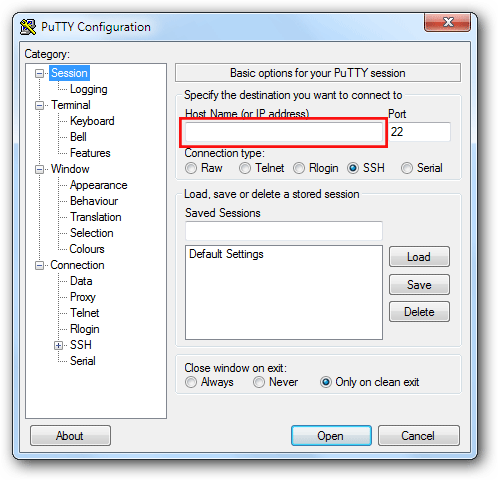 PuTTY Configuration
Category:
Session
Logging
Terminal
Keyboard
Bell
Features
Window
Appearance
Behaviour
Translation
Selection
Colours
Connection
Data
Proxy
Telnet
Rlogin
SSH
Serial
Basic options for your PuTTY session
Specify the destination you want to connect to
Host Name (or IP address) Port
22
Connection type:
Raw Telnet Rlogin SSH Serial
Load, save or delete a stored session
Saved Sessions
Default Settings
Load
Save
Delete
Close window on exit:
Always Never Only on clean exit
About Open Cancel